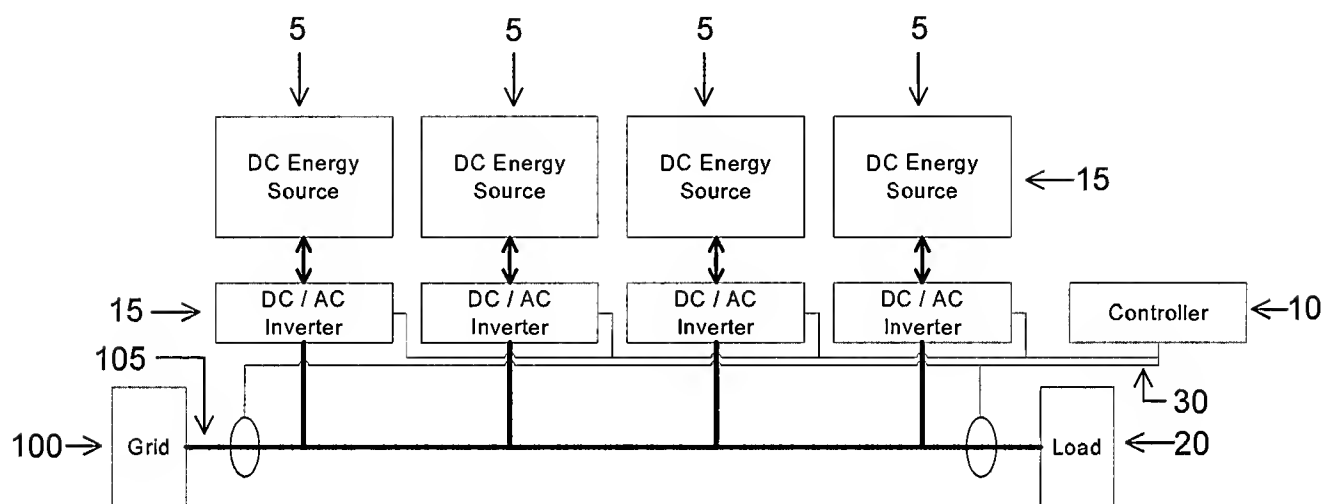 5 5 5 5
DC Energy
Source
DC Energy
Source
DC Energy
Source
DC Energy
Source
15
15
DC / AC
Inverter
DC / AC
Inverter
DC / AC
Inverter
DC / AC
Inverter
Controller
10
105
30
100
Grid
Load
20